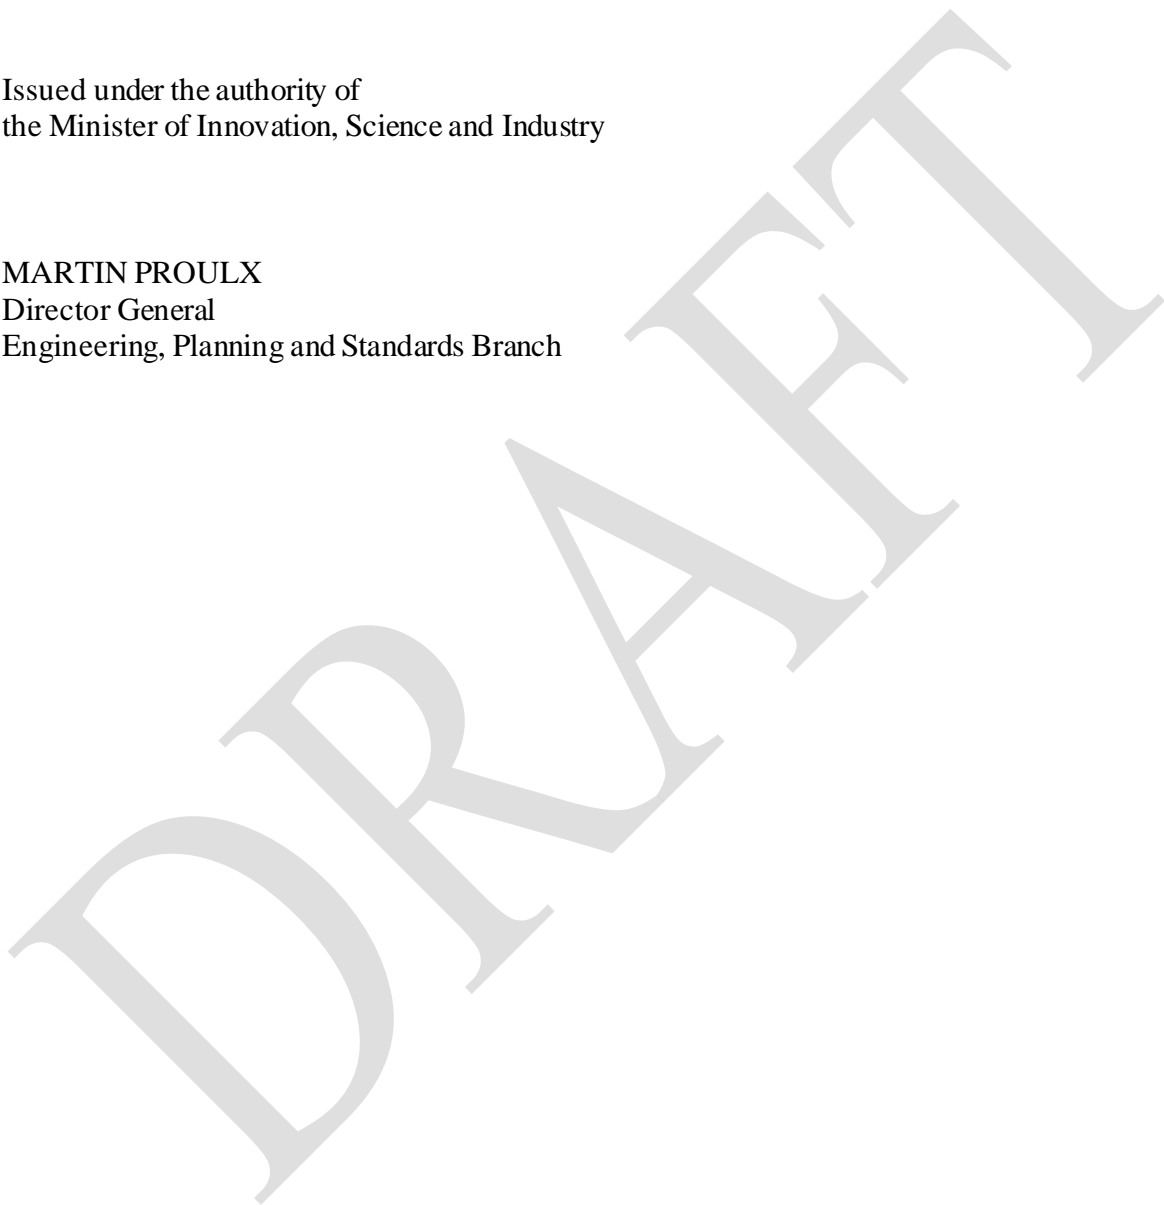 Issued under the authority of
the Minister of Innovation, Science and Industry
MARTIN PROULX
Director General
Engineering, Planning and Standards Branch
DRAFT